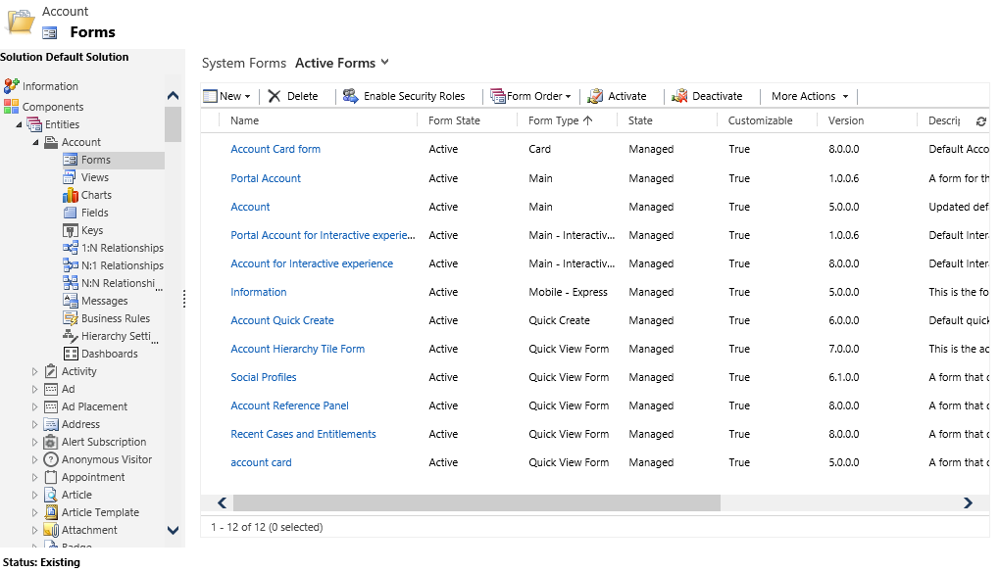 Account
Forms
Solution Default Solution
Information
Components
Entities
Account
Forms
Views
Charts
Fields
Keys
1:N Relationships
N:1 Relationships
N:N Relationshi...
Messages
Business Rules
Hierarchy Setti...
Dashboards
Activity
Ad
Ad Placement
Address
Alert Subscription
Anonymous Visitor
Appointment
Article
Article Template
Attachment
System Forms Active Forms
New Delete Enable Security Roles Form Order Activate Deactivate More Actions
Name Form State Form Type State Customizable Version Descrip
Account Card form Active Card Managed True 8.0.0.0 Default Acco
Portal Account Active Main Managed True 1.0.0.6 A form for th
Account Active Main Managed True 5.0.0.0 Updated def
Portal Account for Interactive experie... Active Main - Interactiv... Managed True 1.0.0.6 Default Inter
Account for Interactive experience Active Main - Interactiv... Managed True 8.0.0.0 Default Inter
Information Active Mobile - Express Managed True 5.0.0.0 This is the fo
Account Quick Create Active Quick Create Managed True 6.0.0.0 Default quick
Account Hierarchy Tile Form Active Quick View Form Managed True 7.0.0.0 This is the ac
Social Profiles Active Quick View Form Managed True 6.1.0.0 A form that c
Account Reference Panel Active Quick View Form Managed True 8.0.0.0 A form that c
Recent Cases and Entitlements Active Quick View Form Managed True 8.0.0.0 A form that c
account card Active Quick View Form Managed True 5.0.0.0 A form that c
1 - 12 of 12 (0 selected)
Status: Existing